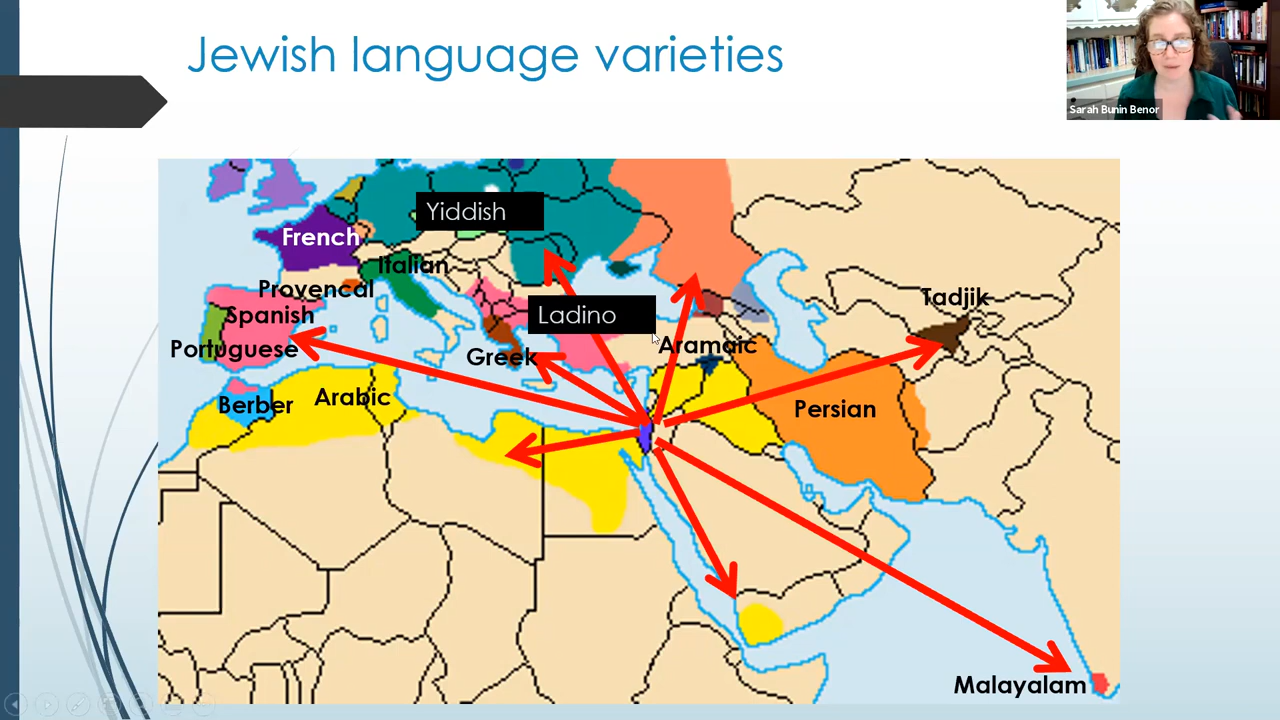 Jewish language varieties
Sarah Bunin Benor
Yiddish
French
Italian
Provencal
Spanish
Ladino
Tadjik
Portuguese
Greek
Aramaic
Berber
Arabic
Persian
Malayalam